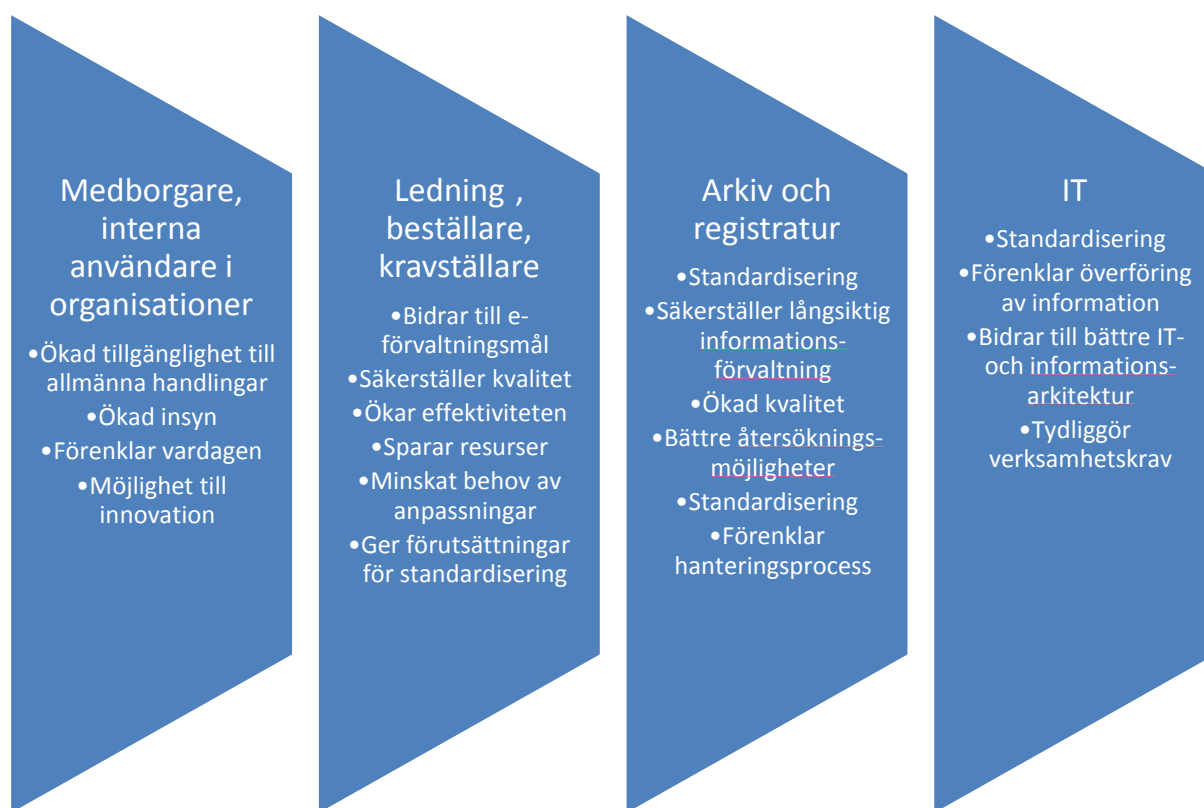 Medborgare,
interna
användare i
organisationer
•Ökad tillgänglighet till
allmänna handlingar
•Ökad insyn
•Förenklar vardagen
•Möjlighet till
innovation
Ledning ,
beställare,
kravställare
•Bidrar till e-
förvaltningsmål
•Säkerställer kvalitet
•Ökar effektiviteten
•Sparar resurser
•Minskat behov av
anpassningar
•Ger förutsättningar
för standardisering
Arkiv och
registratur
•Standardisering
•Säkerställer långsiktig
informations-
förvaltning
•Ökad kvalitet
•Bättre återsöknings-
möjligheter
•Standardisering
•Förenklar
hanteringsprocess
IT
•Standardisering
•Förenklar överföring
av information
•Bidrar till bättre IT-
och informations-
arkitektur
•Tydliggör
verksamhetskrav